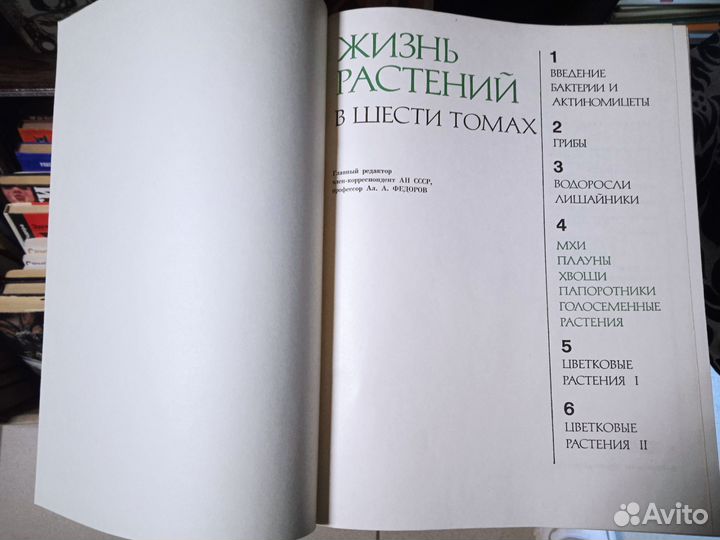 ЖИЗНЬ
РАСТЕНИЙ
В ШЕСТИ ТОМАХ
Главный редактор
член-корреспондент АН СССР,
профессор Ал. А. ФЕДОРОВ
1
ВВЕДЕНИЕ
БАКТЕРИИ И
АКТИНОМИЦЕТЫ
2
ГРИБЫ
3
ВОДОРОСЛИ
ЛИШАЙНИКИ
4
МХИ
ПЛАУНЫ
ХВОЩИ
ПАПОРОТНИКИ
ГОЛОСЕМЕННЫЕ
РАСТЕНИЯ
5
ЦВЕТКОВЫЕ
РАСТЕНИЯ I
6
ЦВЕТКОВЫЕ
РАСТЕНИЯ II
Avito